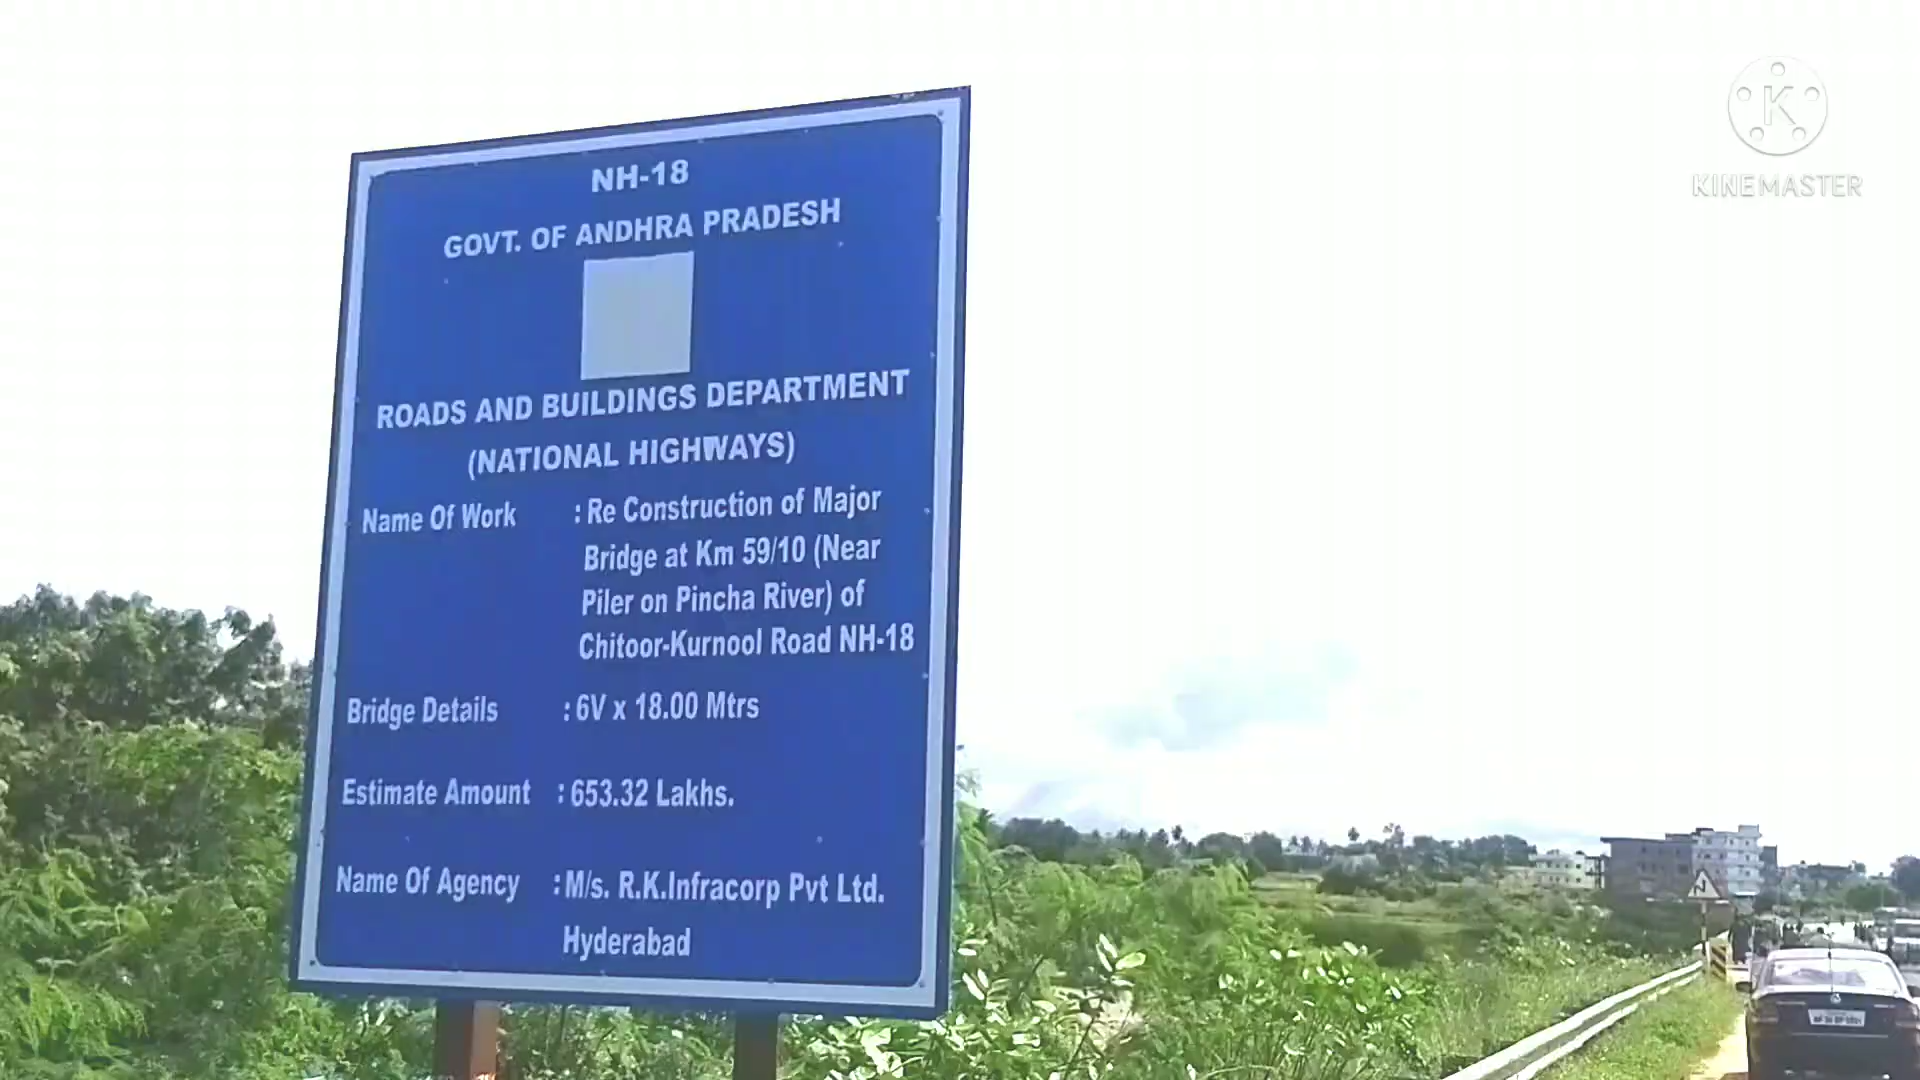 NH-18
GOVT. OF ANDHRA PRADESH
ROADS AND BUILDINGS DEPARTMENT
(NATIONAL HIGHWAYS)
Name Of Work : Re Construction of Major
Bridge at Km 59/10 (Near
Piler on Pincha River) of
Chitoor-Kurnool Road NH-18
Bridge Details : 6V x 18.00 Mtrs
Estimate Amount : 653.32 Lakhs.
Name Of Agency : M/s. R.K.Infracorp Pvt Ltd.
Hyderabad
K
KINEMASTER